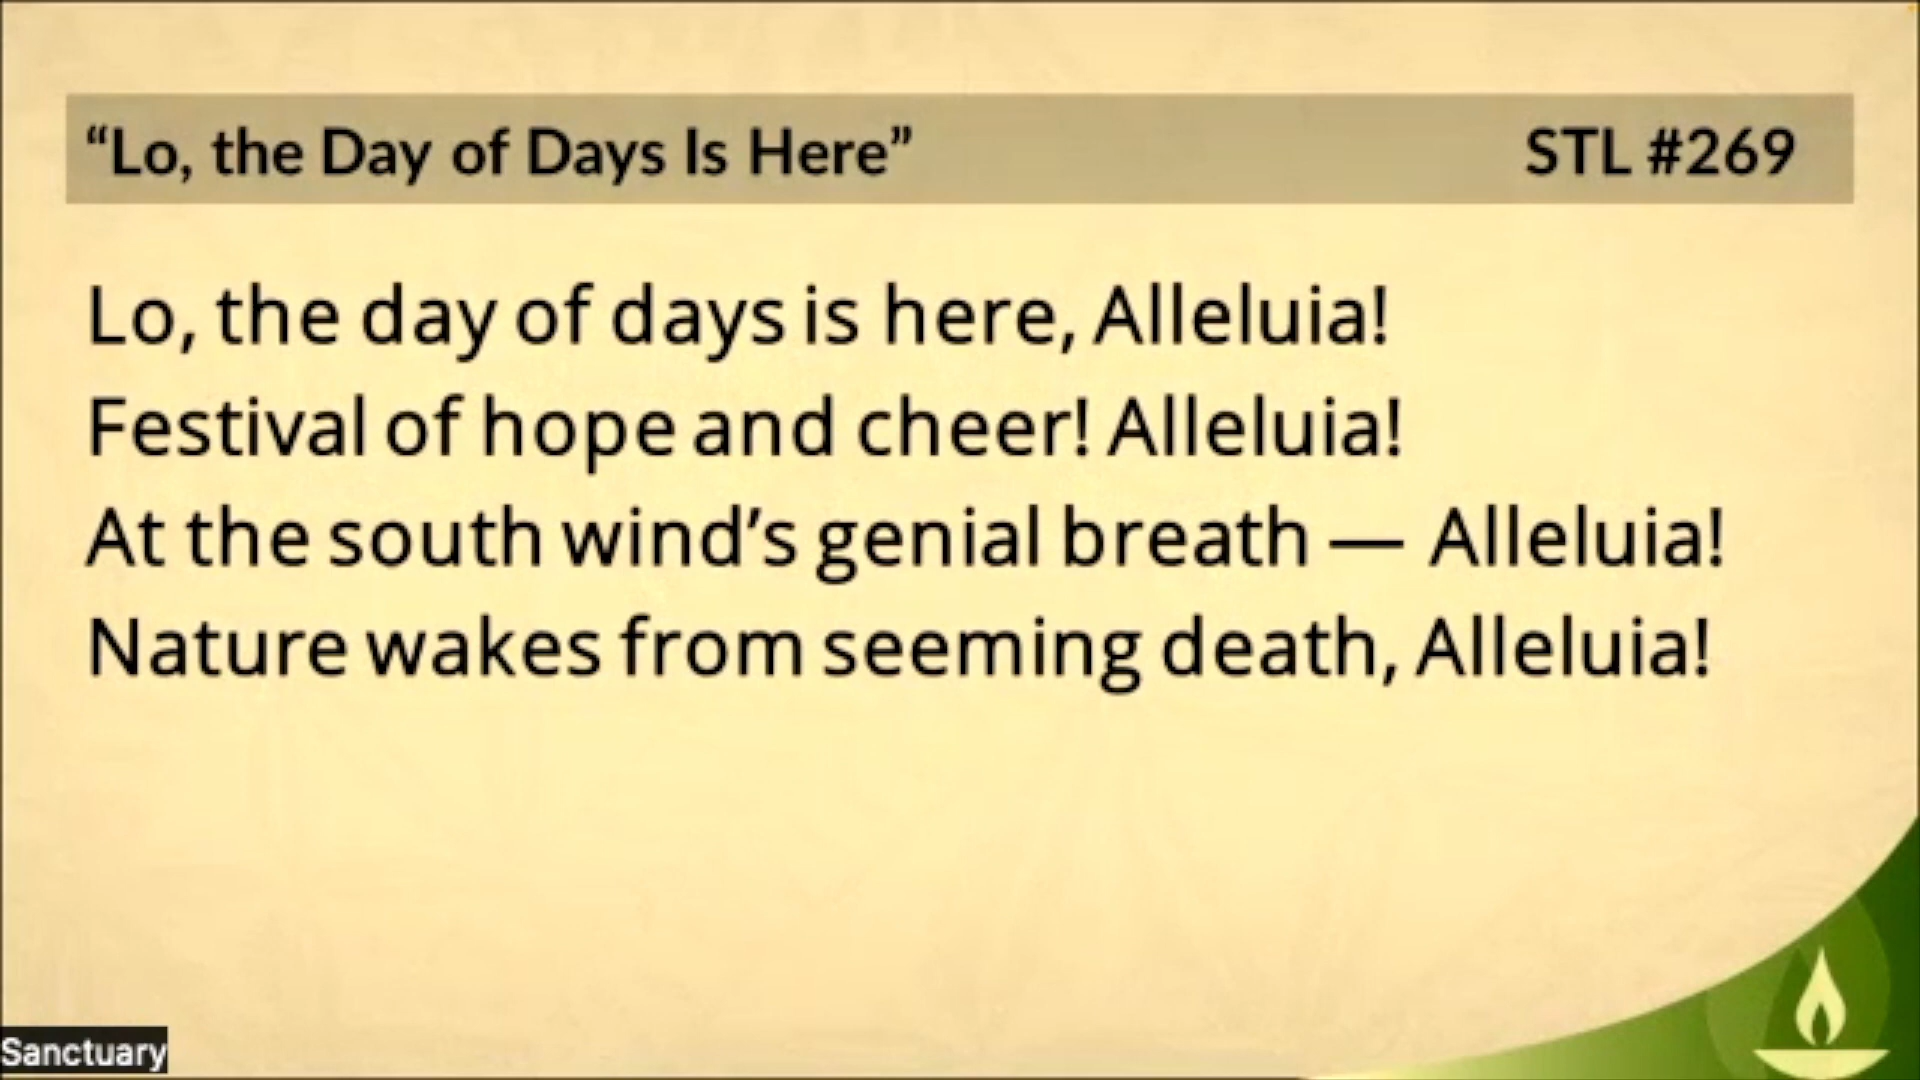 “Lo, the Day of Days Is Here” STL #269
Lo, the day of days is here, Alleluia!
Festival of hope and cheer! Alleluia!
At the south wind’s genial breath — Alleluia!
Nature wakes from seeming death, Alleluia!
Sanctuary